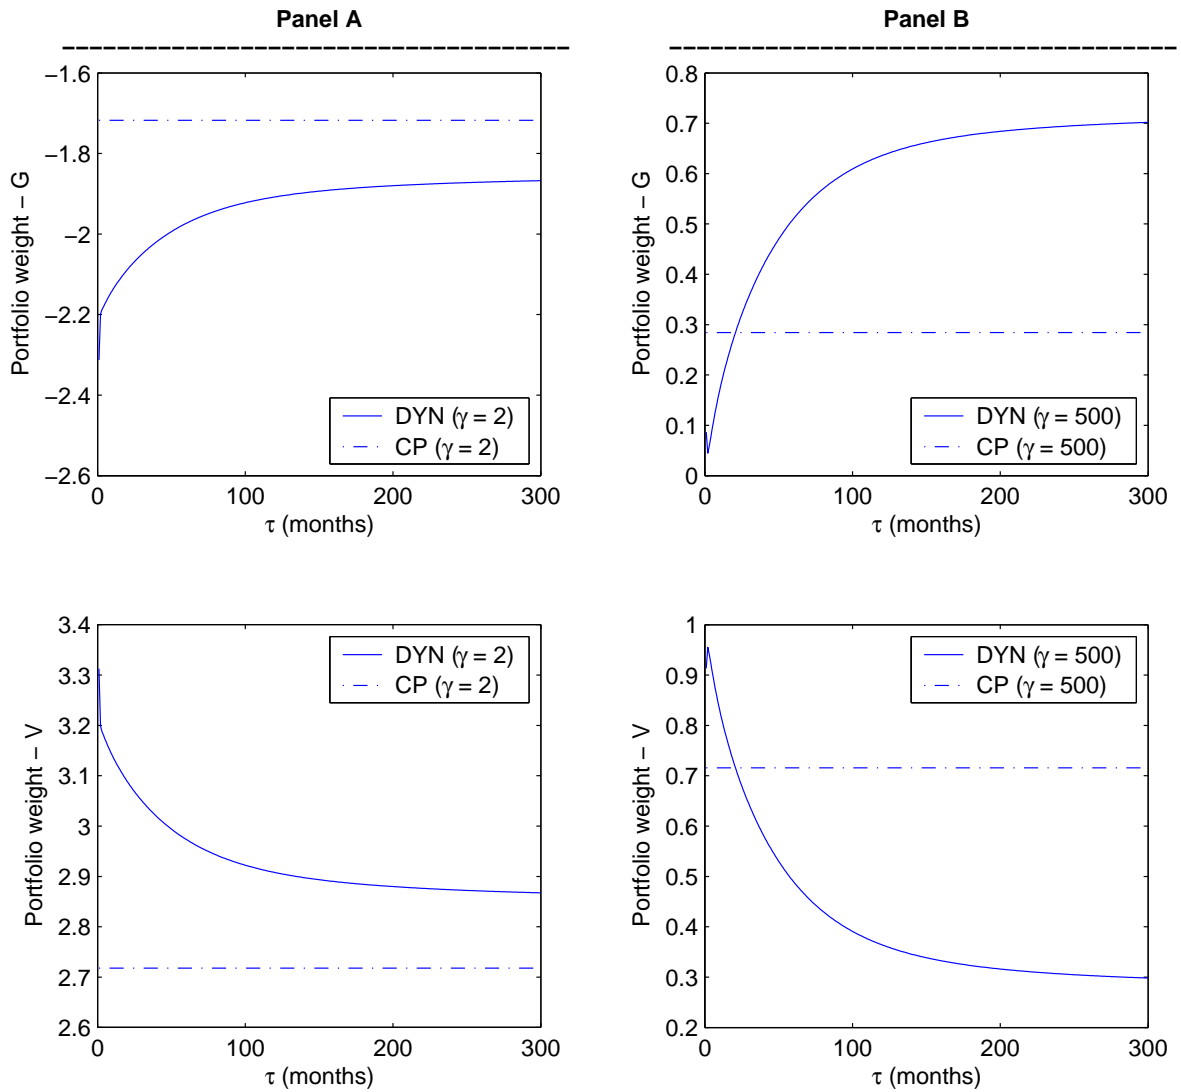 Panel A
Panel B
−1.6
−1.8
−2
−2.2
−2.4
−2.6
Portfolio weight − G
0 100 200 300
τ (months)
DYN (γ = 2)
CP (γ = 2)
0.8
0.7
0.6
0.5
0.4
0.3
0.2
0.1
0
Portfolio weight − G
0 100 200 300
τ (months)
DYN (γ = 500)
CP (γ = 500)
3.4
3.3
3.2
3.1
3
2.9
2.8
2.7
2.6
Portfolio weight − V
0 100 200 300
τ (months)
DYN (γ = 2)
CP (γ = 2)
1
0.9
0.8
0.7
0.6
0.5
0.4
0.3
0.2
Portfolio weight − V
0 100 200 300
τ (months)
DYN (γ = 500)
CP (γ = 500)